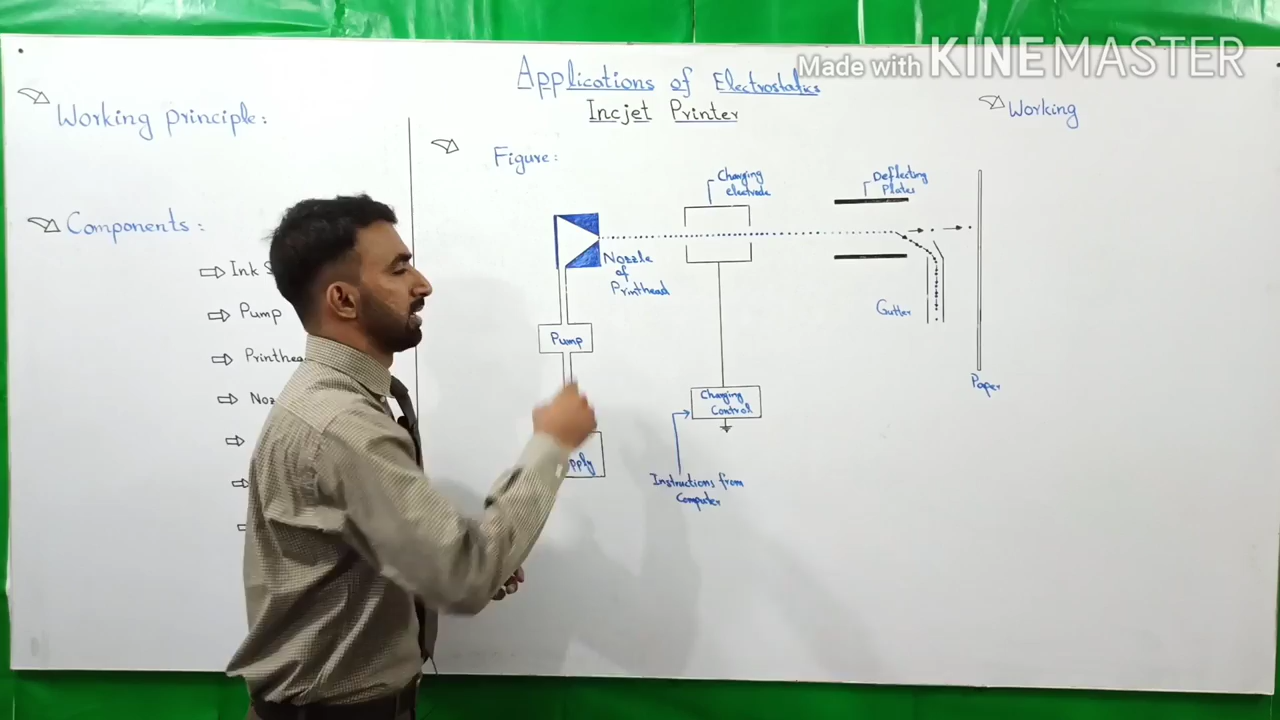 Made with KINEMASTER
Applications of Electrostatics
Incjet Printer
Working principle:
Components:
Ink
Pump
Figure:
Charging
electrode
Deflecting
Plates
Nozzle
of
Printhead
Pump
Gutter
Charging
Control
Instructions from
Computer
Paper
Working